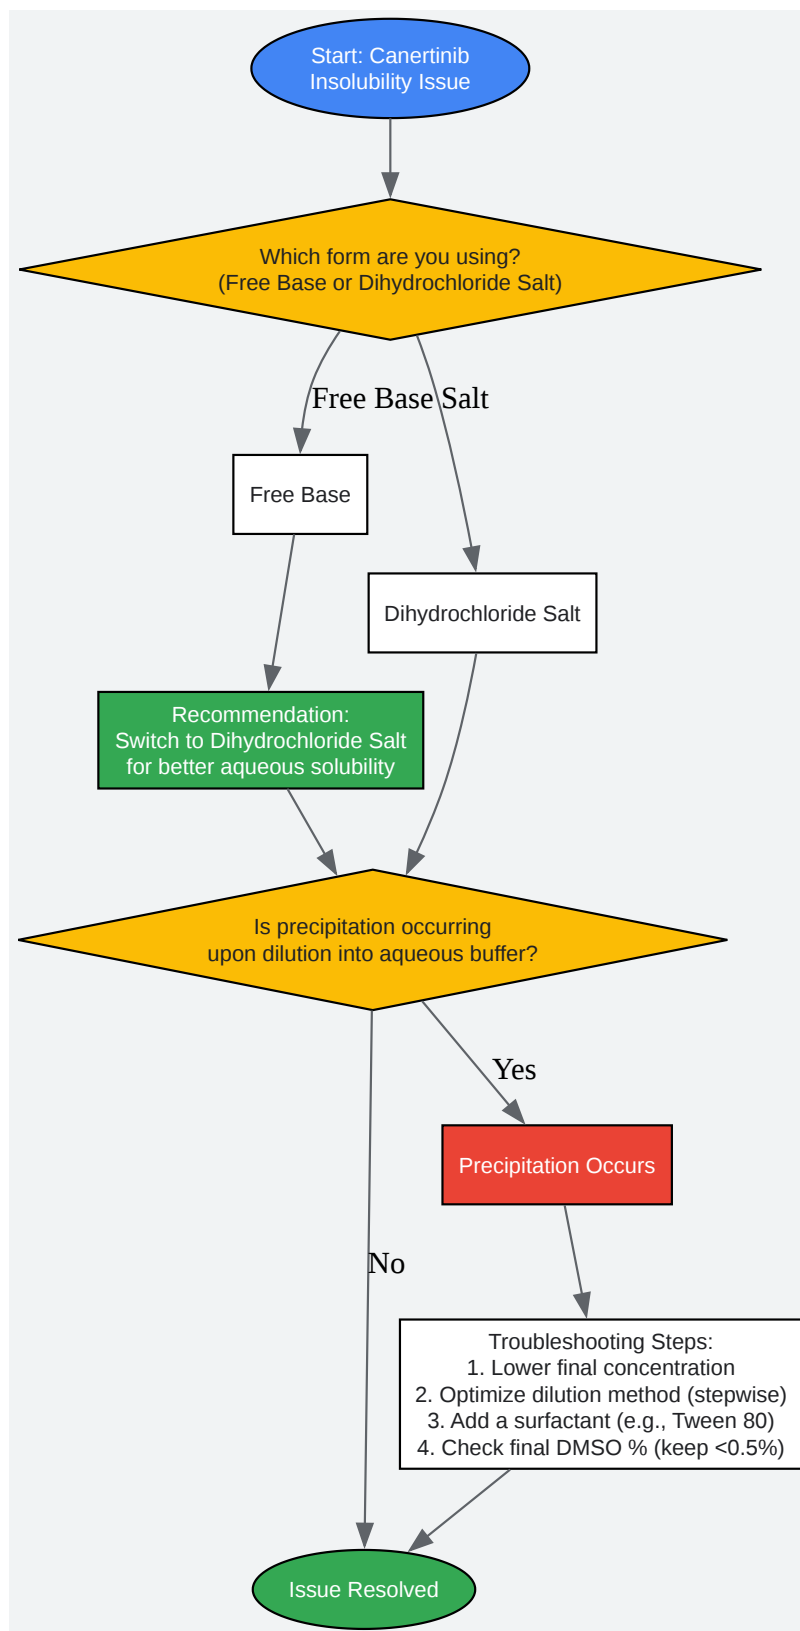 Start: Canertinib
Insolubility Issue
Which form are you using?
(Free Base or Dihydrochloride Salt)
Free Base
Salt
Free Base
Dihydrochloride Salt
Recommendation:
Switch to Dihydrochloride Salt
for better aqueous solubility
Is precipitation occurring
upon dilution into aqueous buffer?
Yes
Precipitation Occurs
No
Troubleshooting Steps:
1. Lower final concentration
2. Optimize dilution method (stepwise)
3. Add a surfactant (e.g., Tween 80)
4. Check final DMSO % (keep <0.5%)
Issue Resolved